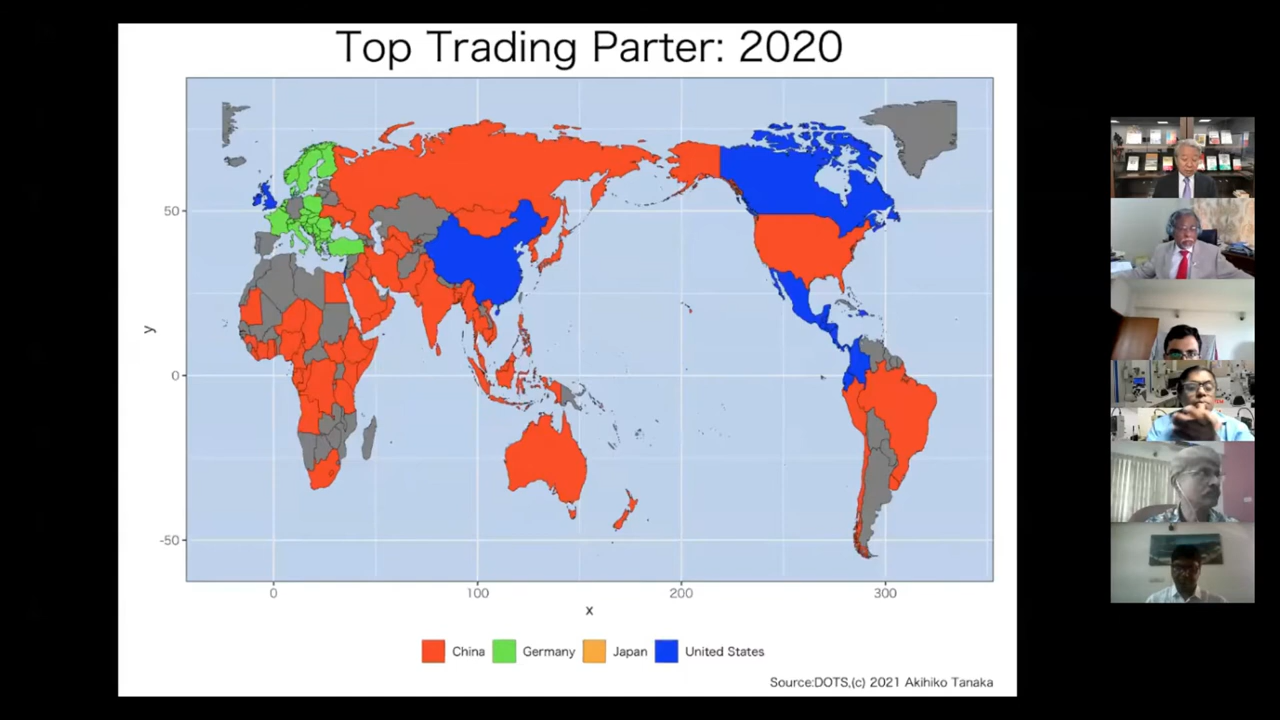 Top Trading Parter: 2020
50
0
-50
y
0 100 200 300
x
China Germany Japan United States
Source:DOTS,(c) 2021 Akihiko Tanaka